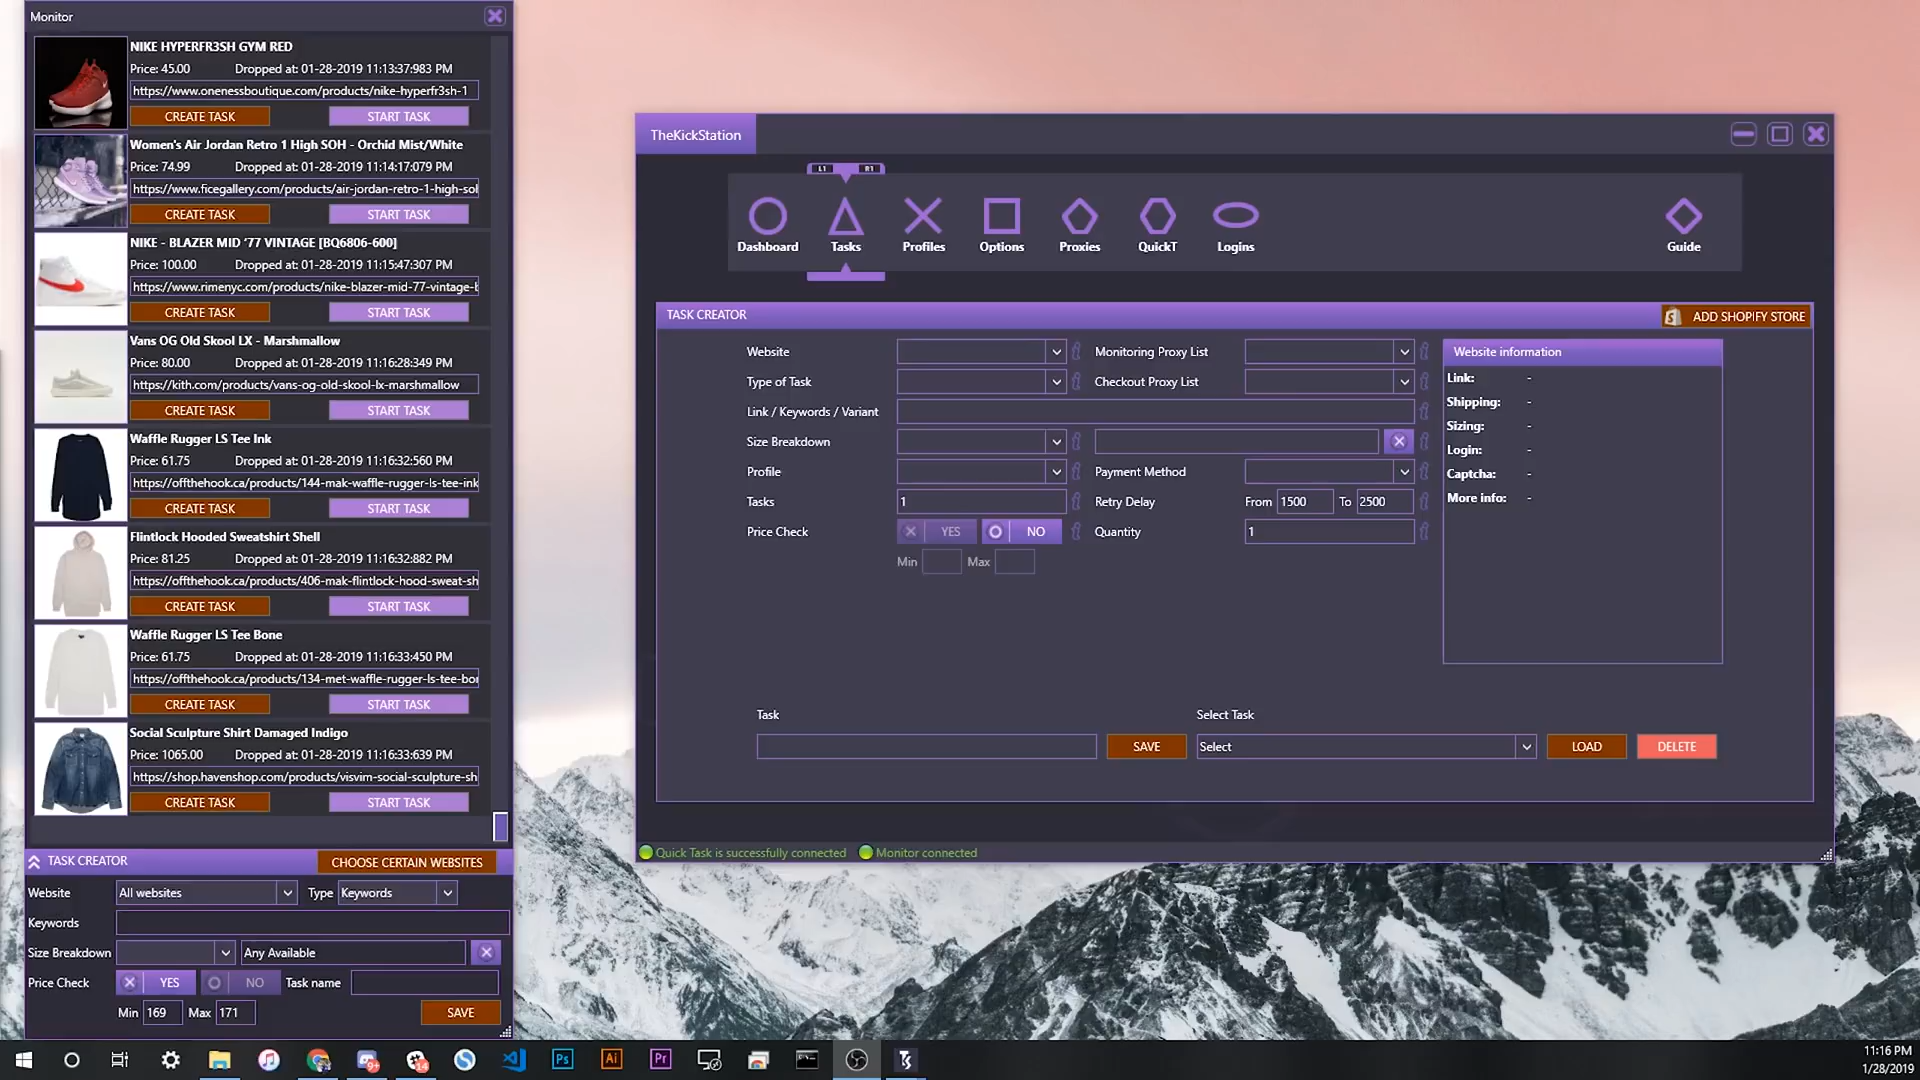 Monitor
NIKE HYPERFR3SH GYM RED
Price: 45.00 Dropped at: 01-28-2019 11:13:37:983 PM
https://www.onenessboutique.com/products/nike-hyperfr3sh-1
CREATE TASK START TASK
Women's Air Jordan Retro 1 High SOH - Orchid Mist/White
Price: 74.99 Dropped at: 01-28-2019 11:14:17:079 PM
https://www.ficegallery.com/products/air-jordan-retro-1-high-sol
CREATE TASK START TASK
NIKE - BLAZER MID '77 VINTAGE [BQ6806-600]
Price: 100.00 Dropped at: 01-28-2019 11:15:47:307 PM
https://www.rimenyc.com/products/nike-blazer-mid-77-vintage-b
CREATE TASK START TASK
Vans OG Old Skool LX - Marshmallow
Price: 80.00 Dropped at: 01-28-2019 11:16:28:349 PM
https://kith.com/products/vans-og-old-skool-lx-marshmallow
CREATE TASK START TASK
Waffle Rugger LS Tee Ink
Price: 61.75 Dropped at: 01-28-2019 11:16:32:560 PM
https://offthehook.ca/products/144-mak-waffle-rugger-ls-tee-ink
CREATE TASK START TASK
Flintlock Hooded Sweatshirt Shell
Price: 81.25 Dropped at: 01-28-2019 11:16:32:882 PM
https://offthehook.ca/products/406-mak-flintlock-hood-sweat-sh
CREATE TASK START TASK
Waffle Rugger LS Tee Bone
Price: 61.75 Dropped at: 01-28-2019 11:16:33:450 PM
https://offthehook.ca/products/134-met-waffle-rugger-ls-tee-bo
CREATE TASK START TASK
Social Sculpture Shirt Damaged Indigo
Price: 1065.00 Dropped at: 01-28-2019 11:16:33:639 PM
https://shop.havenshop.com/products/visvim-social-sculpture-sh
CREATE TASK START TASK
TASK CREATOR CHOOSE CERTAIN WEBSITES
Website All websites Type Keywords
Keywords
Size Breakdown Any Available
Price Check YES NO Task name
Min 169 Max 171 SAVE
TheKickStation
L1 R1
Dashboard Tasks Profiles Options Proxies QuickT Logins Guide
TASK CREATOR ADD SHOPIFY STORE
Website Monitoring Proxy List
Type of Task Checkout Proxy List
Link / Keywords / Variant
Size Breakdown
Profile Payment Method
Tasks 1 Retry Delay From 1500 To 2500
Price Check YES NO Quantity 1
Min Max
Website information
Link: -
Shipping: -
Sizing: -
Login: -
Captcha: -
More info: -
Task Select Task
SAVE Select LOAD DELETE
Quick Task is successfully connected Monitor connected
9+ 14 Ps Ai Pr
11:16 PM
1/28/2019